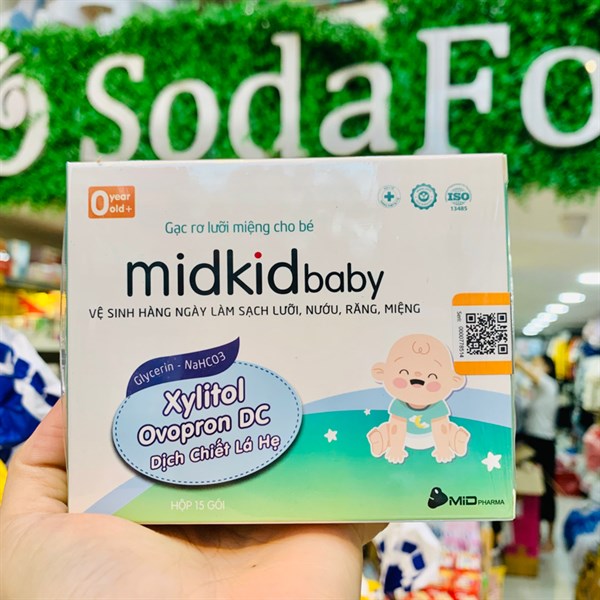 SodaFo
0 year old+
Gạc rơ lưỡi miệng cho bé
ISO
13485
midkidbaby
VỆ SINH HÀNG NGÀY LÀM SẠCH LƯỠI, NƯỚU, RĂNG, MIỆNG
Glycerin - NaHCO3
Xylitol
Ovopron DC
Dịch Chiết Lá Hẹ
HỘP 15 GÓI
MiD PHARMA